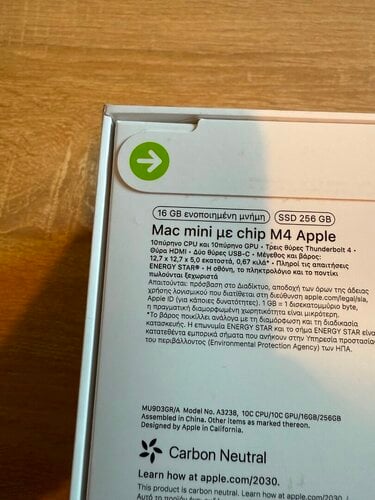 16 GB ενοποιημένη μνήμη SSD 256 GB
Mac mini με chip M4 Apple
10πύρηνο CPU και 10πύρηνο GPU • Τρεις θύρες Thunderbolt 4 •
Θύρα HDMI • Δύο θύρες USB-C • Μέγεθος και βάρος:
12,7 x 12,7 x 5,0 εκατοστά, 0,67 κιλά* • Πληροί τις απαιτήσεις
ENERGY STAR® • Η οθόνη, το πληκτρολόγιο και το ποντίκι
πωλούνται ξεχωριστά
Απαιτούνται: πρόσβαση στο Διαδίκτυο, αποδοχή των όρων της άδειας
χρήσης λογισμικού που διατίθεται στη διεύθυνση apple.com/legal/sla,
Apple ID (για κάποιες δυνατότητες). 1 GB = 1 δισεκατομμύριο byte,
η πραγματική διαμορφωμένη χωρητικότητα είναι μικρότερη.
*Το βάρος ποικίλλει ανάλογα με τη διαμόρφωση και τη διαδικασία
κατασκευής. Η επωνυμία ENERGY STAR και το σήμα ENERGY STAR είναι
κατατεθέντα εμπορικά σήματα που ανήκουν στην Υπηρεσία προστασίας
του περιβάλλοντος (Environmental Protection Agency) των ΗΠΑ.
MU9D3GR/A Model No. A3238, 10C CPU/10C GPU/16GB/256GB
Assembled in China. Other items as marked thereon.
Designed by Apple in California.
Carbon Neutral
Learn how at apple.com/2030.
This product is carbon neutral. Learn how at apple.com/2030.